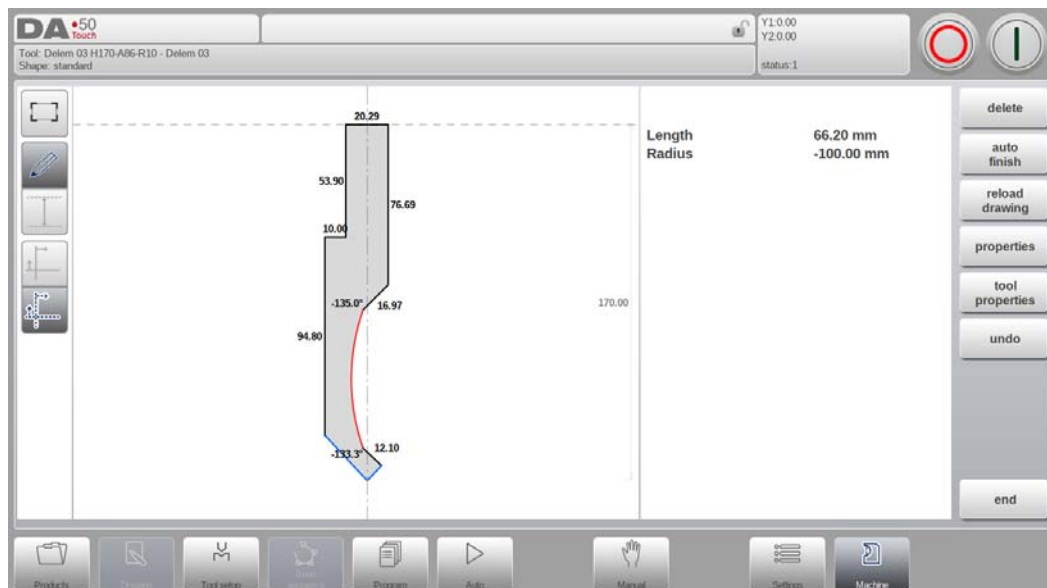 DA•50
Touch
Y1:0.00
Y2:0.00
status:1
Tool: Delem 03 H170-A86-R10 - Delem 03
Shape: standard
20.29
53.90
76.69
10.00
-135.0°
16.97
94.80
-133.3°
12.10
170.00
Length 66.20 mm
Radius -100.00 mm
delete
auto
finish
reload
drawing
properties
tool
properties
undo
end
Products
Drawing
Tool setup
Program
Auto
Manual
Settings
Machine